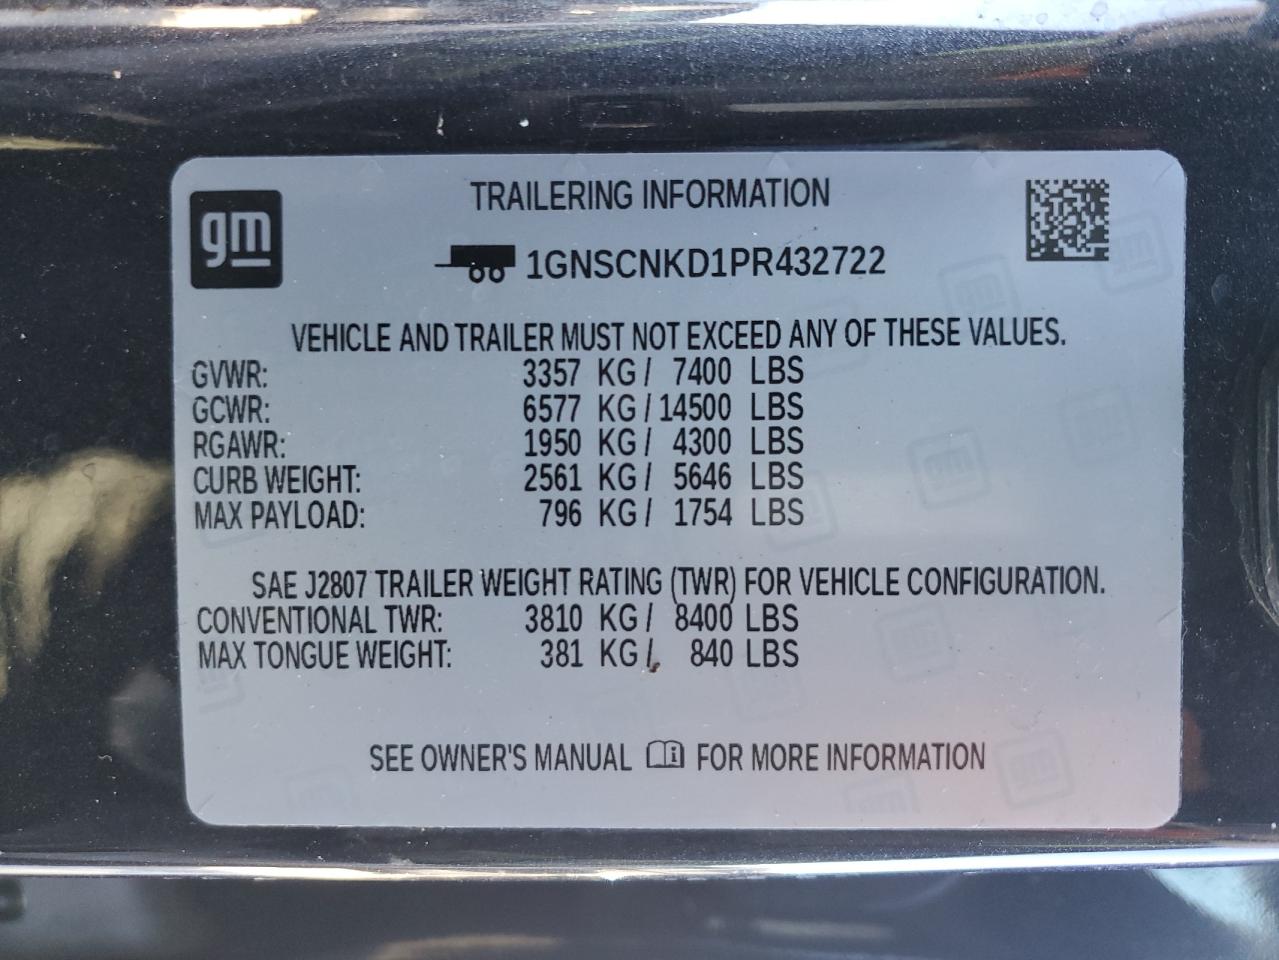 gm
TRAILERING INFORMATION
1GNSCNKD1PR432722
VEHICLE AND TRAILER MUST NOT EXCEED ANY OF THESE VALUES.
GVWR: 3357 KG / 7400 LBS
GCWR: 6577 KG / 14500 LBS
RGAWR: 1950 KG / 4300 LBS
CURB WEIGHT: 2561 KG / 5646 LBS
MAX PAYLOAD: 796 KG / 1754 LBS
SAE J2807 TRAILER WEIGHT RATING (TWR) FOR VEHICLE CONFIGURATION.
CONVENTIONAL TWR: 3810 KG / 8400 LBS
MAX TONGUE WEIGHT: 381 KG / 840 LBS
SEE OWNER'S MANUAL FOR MORE INFORMATION